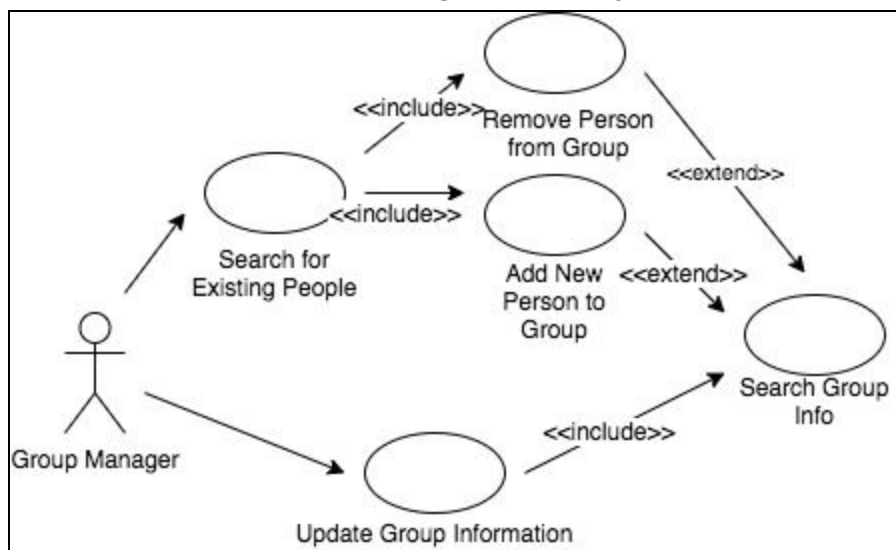 <<include>>
Remove Person
from Group
<<extend>>
<<include>>
Search for
Existing People
Add New
Person to
Group
<<extend>>
Search Group
Info
<<include>>
Group Manager
Update Group Information